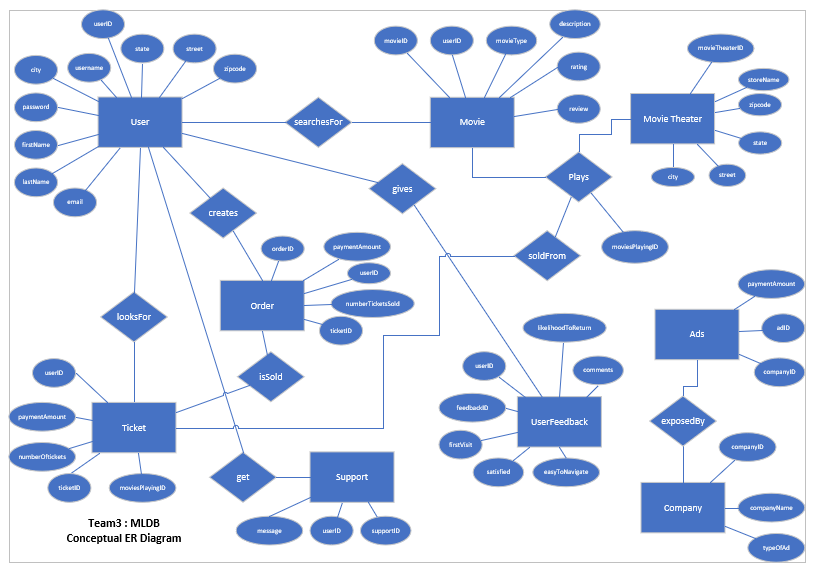 userID
state
street
zipcode
username
city
password
firstName
lastName
email
User
searchesFor
movieID
userID
movieType
description
rating
review
Movie
movieTheaterID
storeName
zipcode
state
street
city
Movie Theater
Plays
moviesPlayingID
gives
creates
soldFrom
orderID
paymentAmount
userID
numberTicketsSold
ticketID
Order
looksFor
isSold
userID
paymentAmount
numberOftickets
ticketID
moviesPlayingID
Ticket
get
Support
message
userID
supportID
likelihoodToReturn
comments
userID
feedbackID
firstVisit
satisfied
easyToNavigate
UserFeedback
paymentAmount
adID
companyID
Ads
exposedBy
companyID
companyName
typeOfAd
Company
Team3 : MLDB
Conceptual ER Diagram